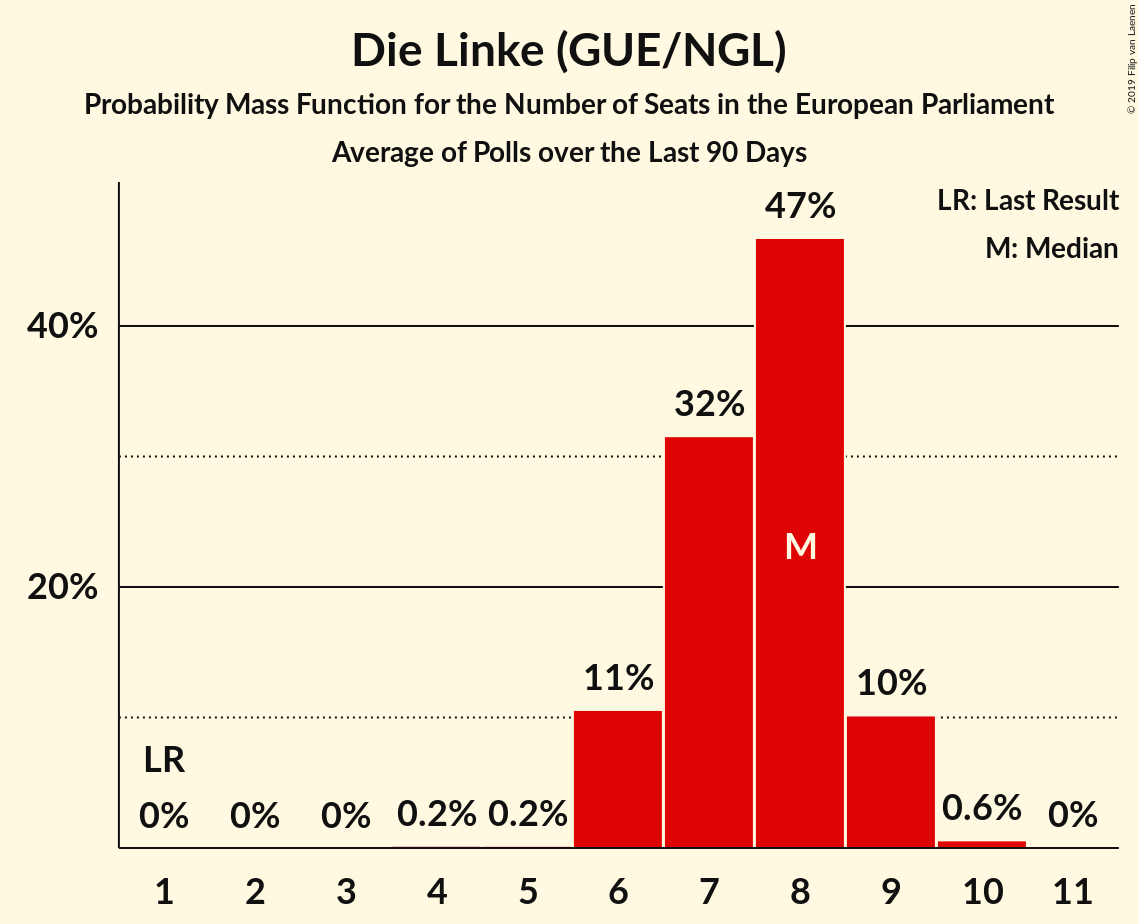 Die Linke (GUE/NGL)
Probability Mass Function for the Number of Seats in the European Parliament
Average of Polls over the Last 90 Days
© 2019 Filip van Laenen
LR: Last Result
M: Median
47%
40%
32%
M
20%
11%
10%
LR
0%
0%
0%
0.2%
0.2%
0.6%
0%
1 2 3 4 5 6 7 8 9 10 11